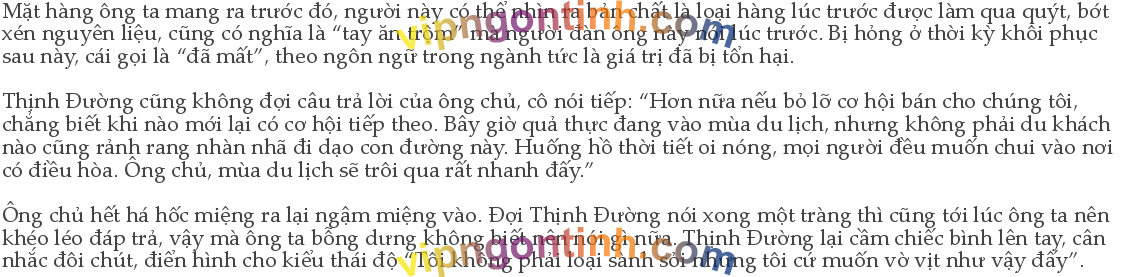 Mặt hàng ông ta mang ra trước đó, người này có thể nhìn ra bản chất là loại hàng lúc trước được làm qua quýt, bớt
xén nguyên liệu, cũng có nghĩa là “tay ăn trộm” mà người đàn ông này nói lúc trước. Bị hỏng ở thời kỳ khôi phục
sau này, cái gọi là “đã mất”, theo ngôn ngữ trong ngành tức là giá trị đã bị tổn hại.
Thịnh Đường cũng không đợi câu trả lời của ông chủ, cô nói tiếp: “Hơn nữa nếu bỏ lỡ cơ hội bán cho chúng tôi,
chẳng biết khi nào mới lại có cơ hội tiếp theo. Bây giờ quả thực đang vào mùa du lịch, nhưng không phải du khách
nào cũng rảnh rang nhàn nhã đi dạo con đường này. Huống hồ thời tiết oi nóng, mọi người đều muốn chui vào nơi
có điều hòa. Ông chủ, mùa du lịch sẽ trôi qua rất nhanh đấy.”
Ông chủ hết há hốc miệng ra lại ngậm miệng vào. Đợi Thịnh Đường nói xong một tràng thì cũng tới lúc ông ta nên
khéo léo đáp trả, vậy mà ông ta bỗng dưng không biết nên nói gì nữa. Thịnh Đường lại cầm chiếc bình lên tay, cân
nhắc đôi chút, điển hình cho kiểu thái độ “Tôi không phải loại sành sỏi nhưng tôi cứ muốn vờ vịt như vậy đấy”.
vipngontinh.com
vipngontinh.com